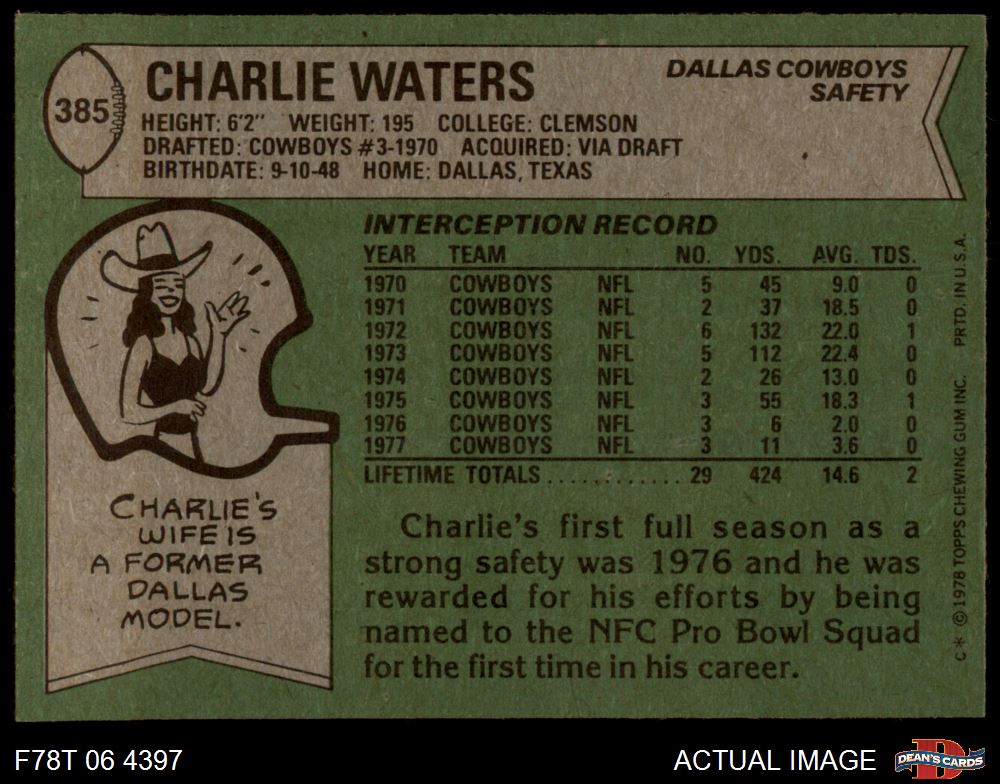 385
CHARLIE WATERS
DALLAS COWBOYS
SAFETY
HEIGHT: 6'2" WEIGHT: 195 COLLEGE: CLEMSON
DRAFTED: COWBOYS #3-1970 ACQUIRED: VIA DRAFT
BIRTHDATE: 9-10-48 HOME: DALLAS, TEXAS
INTERCEPTION RECORD
YEAR TEAM NO. YDS. AVG. TDS.
1970 COWBOYS NFL 5 45 9.0 0
1971 COWBOYS NFL 2 37 18.5 0
1972 COWBOYS NFL 6 132 22.0 1
1973 COWBOYS NFL 5 112 22.4 0
1974 COWBOYS NFL 2 26 13.0 0
1975 COWBOYS NFL 3 55 18.3 1
1976 COWBOYS NFL 3 6 2.0 0
1977 COWBOYS NFL 3 11 3.6 0
LIFETIME TOTALS ............ 29 424 14.6 2
CHARLIE'S
WIFE IS
A FORMER
DALLAS
MODEL.
Charlie's first full season as a
strong safety was 1976 and he was
rewarded for his efforts by being
named to the NFC Pro Bowl Squad
for the first time in his career.
C* ©1978 TOPPS CHEWING GUM INC. PRTD. IN U.S.A.
F78T 06 4397
ACTUAL IMAGE
DEAN'S CARDS